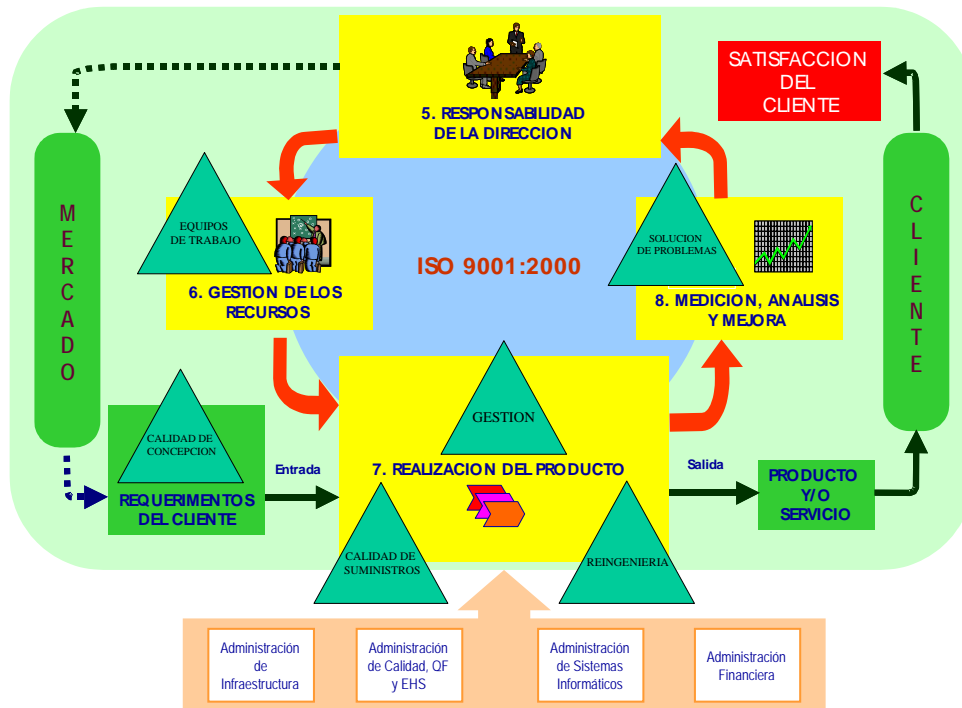 5. RESPONSABILIDAD
DE LA DIRECCION
SATISFACCION
DEL
CLIENTE
MERCADO
EQUIPOS
DE TRABAJO
6. GESTION DE LOS
RECURSOS
ISO 9001:2000
SOLUCION
DE PROBLEMAS
8. MEDICION, ANALISIS
Y MEJORA
CLIENTE
CALIDAD DE
CONCEPCION
REQUERIMENTOS
DEL CLIENTE
Entrada
GESTION
7. REALIZACION DEL PRODUCTO
CALIDAD DE
SUMINISTROS
REINGENIERIA
Salida
PRODUCTO
Y/O
SERVICIO
Administración
de
Infraestructura
Administración
de Calidad, QF
y EHS
Administración
de Sistemas
Informáticos
Administración
Financiera